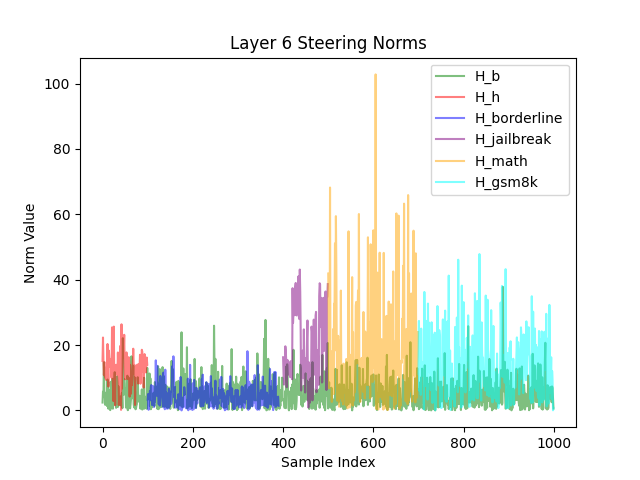 Layer 6 Steering Norms
Norm Value
100
80
60
40
20
0
0 200 400 600 800 1000
Sample Index
H_b
H_h
H_borderline
H_jailbreak
H_math
H_gsm8k